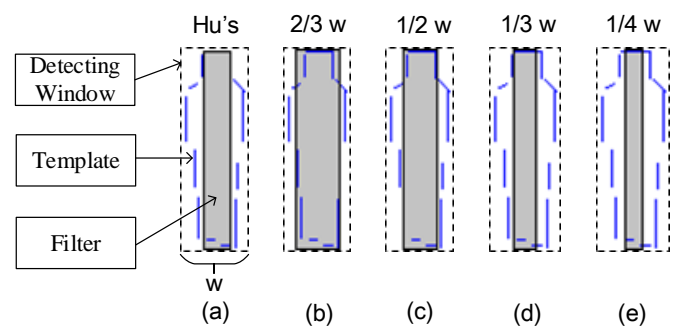 Hu's 2/3 w 1/2 w 1/3 w 1/4 w
Detecting
Window
Template
Filter
w
(a) (b) (c) (d) (e)